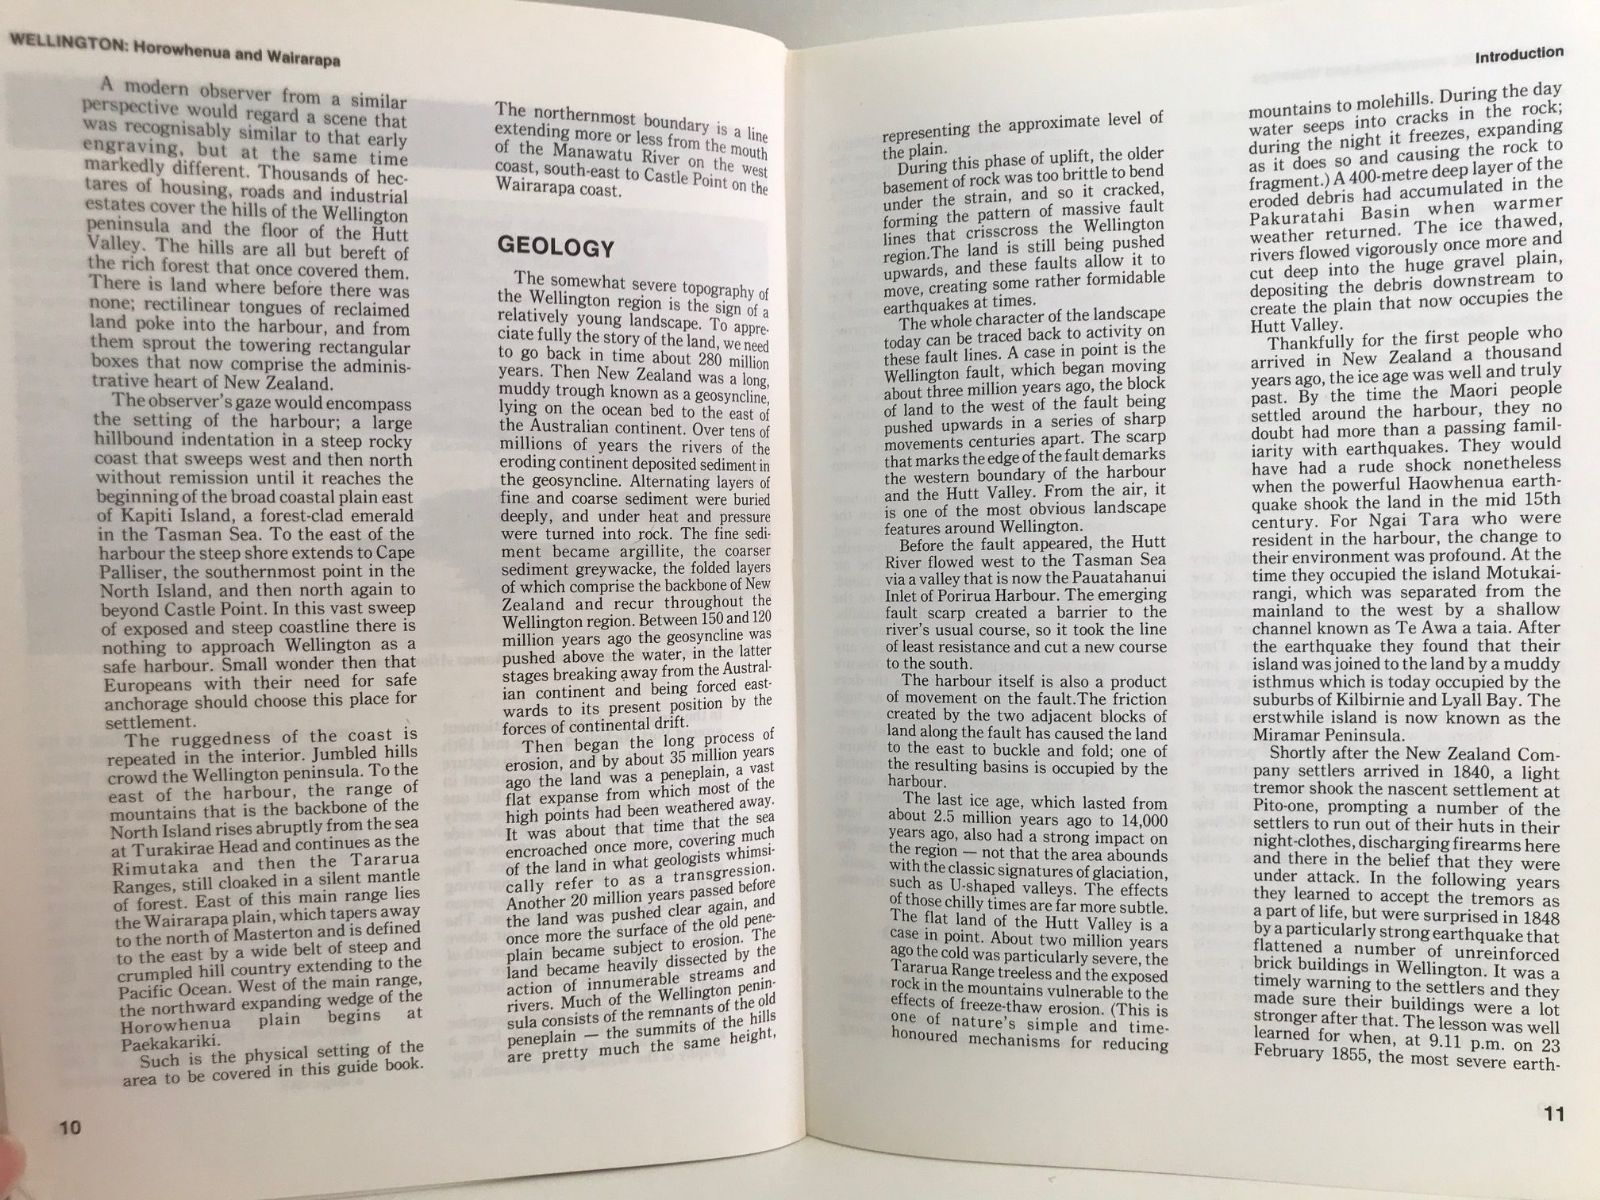 WELLINGTON: Horowhenua and Wairarapa
A modern observer from a similar
perspective would regard a scene that
was recognisably similar to that early
engraving, but at the same time
markedly different. Thousands of hec-
tares of housing, roads and industrial
estates cover the hills of the Wellington
peninsula and the floor of the Hutt
Valley. The hills are all but bereft of
the rich forest that once covered them.
There is land where before there was
none; rectilinear tongues of reclaimed
land poke into the harbour, and from
them sprout the towering rectangular
boxes that now comprise the adminis-
trative heart of New Zealand.
The observer's gaze would encompass
the setting of the harbour; a large
hillbound indentation in a steep rocky
coast that sweeps west and then north
without remission until it reaches the
beginning of the broad coastal plain east
of Kapiti Island, a forest-clad emerald
in the Tasman Sea. To the east of the
harbour the steep shore extends to Cape
Palliser, the southernmost point in the
North Island, and then north again to
beyond Castle Point. In this vast sweep
of exposed and steep coastline there is
nothing to approach Wellington as a
safe harbour. Small wonder then that
Europeans with their need for safe
anchorage should choose this place for
settlement.
The ruggedness of the coast is
repeated in the interior. Jumbled hills
crowd the Wellington peninsula. To the
east of the harbour, the range of
mountains that is the backbone of the
North Island rises abruptly from the sea
at Turakirae Head and continues as the
Rimutaka and then the Tararua
Ranges, still cloaked in a silent mantle
of forest. East of this main range lies
the Wairarapa plain, which tapers away
to the north of Masterton and is defined
to the east by a wide belt of steep and
crumpled hill country extending to the
Pacific Ocean. West of the main range,
the northward expanding wedge of the
Horowhenua plain begins at
Paekakariki.
Such is the physical setting of the
area to be covered in this guide book.
The northernmost boundary is a line
extending more or less from the mouth
of the Manawatu River on the west
coast, south-east to Castle Point on the
Wairarapa coast.
GEOLOGY
The somewhat severe topography of
the Wellington region is the sign of a
relatively young landscape. To appre-
ciate fully the story of the land, we need
to go back in time about 280 million
years. Then New Zealand was a long,
muddy trough known as a geosyncline,
lying on the ocean bed to the east of
the Australian continent. Over tens of
millions of years the rivers of the
eroding continent deposited sediment in
the geosyncline. Alternating layers of
fine and coarse sediment were buried
deeply, and under heat and pressure
were turned into rock. The fine sedi-
ment became argillite, the coarser
sediment greywacke, the folded layers
of which comprise the backbone of New
Zealand and recur throughout the
Wellington region. Between 150 and 120
million years ago the geosyncline was
pushed above the water, in the latter
stages breaking away from the Austral-
ian continent and being forced east-
wards to its present position by the
forces of continental drift.
Then began the long process of
erosion, and by about 35 million years
ago the land was a peneplain, a vast
flat expanse from which most of the
high points had been weathered away.
It was about that time that the sea
encroached once more, covering much
of the land in what geologists whimsi-
cally refer to as a transgression.
Another 20 million years passed before
the land was pushed clear again, and
once more the surface of the old pene-
plain became subject to erosion. The
land became heavily dissected by the
action of innumerable streams and
rivers. Much of the Wellington penin-
sula consists of the remnants of the old
peneplain — the summits of the hills
are pretty much the same height,
10
Introduction
representing the approximate level of
the plain.
During this phase of uplift, the older
basement of rock was too brittle to bend
under the strain, and so it cracked,
forming the pattern of massive fault
lines that crisscross the Wellington
region.The land is still being pushed
upwards, and these faults allow it to
move, creating some rather formidable
earthquakes at times.
The whole character of the landscape
today can be traced back to activity on
these fault lines. A case in point is the
Wellington fault, which began moving
about three million years ago, the block
of land to the west of the fault being
pushed upwards in a series of sharp
movements centuries apart. The scarp
that marks the edge of the fault demarks
the western boundary of the harbour
and the Hutt Valley. From the air, it
is one of the most obvious landscape
features around Wellington.
Before the fault appeared, the Hutt
River flowed west to the Tasman Sea
via a valley that is now the Pauatahanui
Inlet of Porirua Harbour. The emerging
fault scarp created a barrier to the
river's usual course, so it took the line
of least resistance and cut a new course
to the south.
The harbour itself is also a product
of movement on the fault.The friction
created by the two adjacent blocks of
land along the fault has caused the land
to the east to buckle and fold; one of
the resulting basins is occupied by the
harbour.
The last ice age, which lasted from
about 2.5 million years ago to 14,000
years ago, also had a strong impact on
the region — not that the area abounds
with the classic signatures of glaciation,
such as U-shaped valleys. The effects
of those chilly times are far more subtle.
The flat land of the Hutt Valley is a
case in point. About two million years
ago the cold was particularly severe, the
Tararua Range treeless and the exposed
rock in the mountains vulnerable to the
effects of freeze-thaw erosion. (This is
one of nature's simple and time-
honoured mechanisms for reducing
mountains to molehills. During the day
water seeps into cracks in the rock;
during the night it freezes, expanding
as it does so and causing the rock to
fragment.) A 400-metre deep layer of the
eroded debris had accumulated in the
Pakuratahi Basin when warmer
weather returned. The ice thawed,
rivers flowed vigorously once more and
cut deep into the huge gravel plain,
depositing the debris downstream to
create the plain that now occupies the
Hutt Valley.
Thankfully for the first people who
arrived in New Zealand a thousand
years ago, the ice age was well and truly
past. By the time the Maori people
settled around the harbour, they no
doubt had more than a passing famil-
iarity with earthquakes. They would
have had a rude shock nonetheless
when the powerful Haowhenua earth-
quake shook the land in the mid 15th
century. For Ngai Tara who were
resident in the harbour, the change to
their environment was profound. At the
time they occupied the island Motukai-
rangi, which was separated from the
mainland to the west by a shallow
channel known as Te Awa a taia. After
the earthquake they found that their
island was joined to the land by a muddy
isthmus which is today occupied by the
suburbs of Kilbirnie and Lyall Bay. The
erstwhile island is now known as the
Miramar Peninsula.
Shortly after the New Zealand Com-
pany settlers arrived in 1840, a light
tremor shook the nascent settlement at
Pito-one, prompting a number of the
settlers to run out of their huts in their
night-clothes, discharging firearms here
and there in the belief that they were
under attack. In the following years
they learned to accept the tremors as
a part of life, but were surprised in 1848
by a particularly strong earthquake that
flattened a number of unreinforced
brick buildings in Wellington. It was a
timely warning to the settlers and they
made sure their buildings were a lot
stronger after that. The lesson was well
learned for when, at 9.11 p.m. on 23
February 1855, the most severe earth-
11